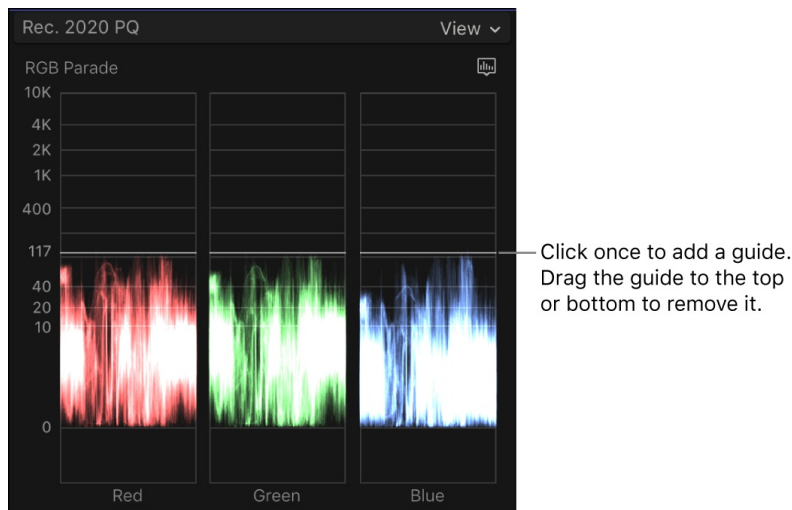 Rec. 2020 PQ
View
RGB Parade
10K
4K
2K
1K
400
117
Click once to add a guide.
Drag the guide to the top
or bottom to remove it.
40
20
10
0
Red Green Blue